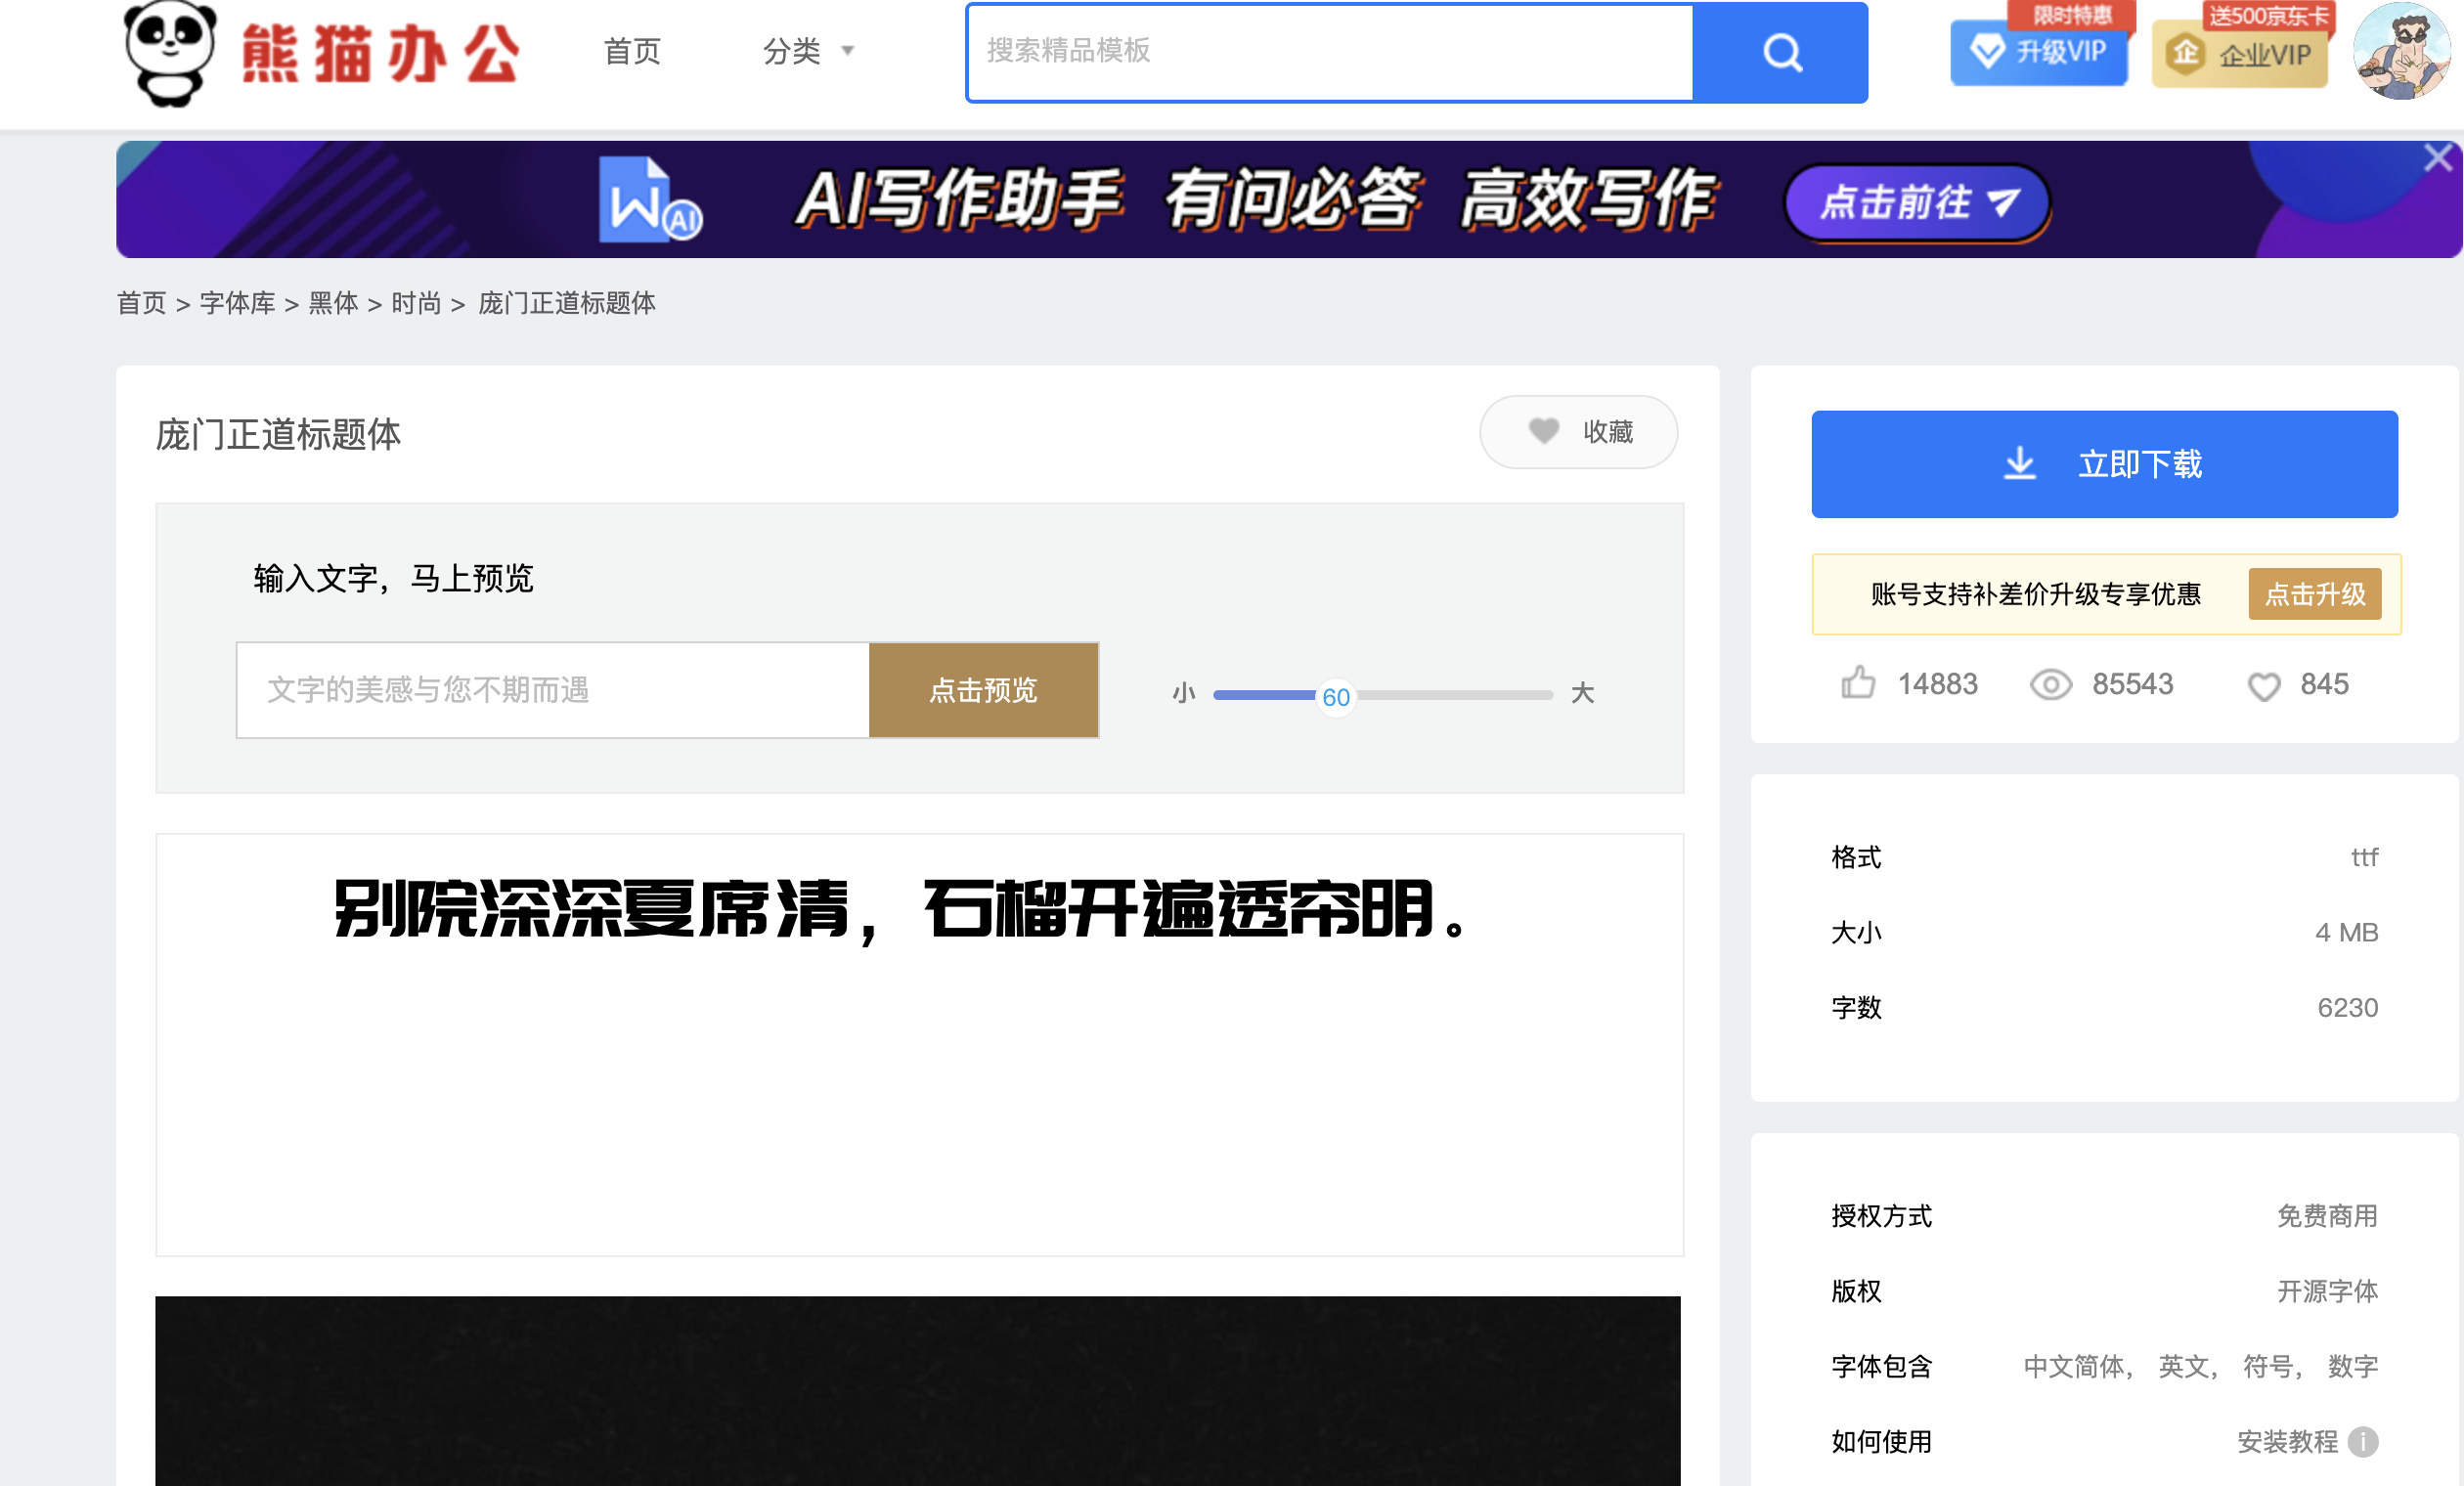 熊猫办公
首页
分类
搜索精品模板
限时特惠
升级VIP
送500京东卡
企
企业VIP
W AI
AI写作助手 有问必答 高效写作
点击前往
首页 > 字体库 > 黑体 > 时尚 > 庞门正道标题体
庞门正道标题体
收藏
输入文字，马上预览
文字的美感与您不期而遇
点击预览
小
60
大
别院深深夏席清，石榴开遍透帘明。
立即下载
账号支持补差价升级专享优惠
点击升级
14883
85543
845
格式 ttf
大小 4 MB
字数 6230
授权方式 免费商用
版权 开源字体
字体包含 中文简体， 英文， 符号， 数字
如何使用 安装教程 i